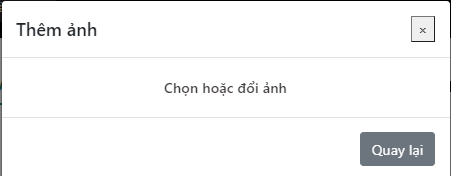 Thêm ảnh
×
Chọn hoặc đổi ảnh
Quay lại